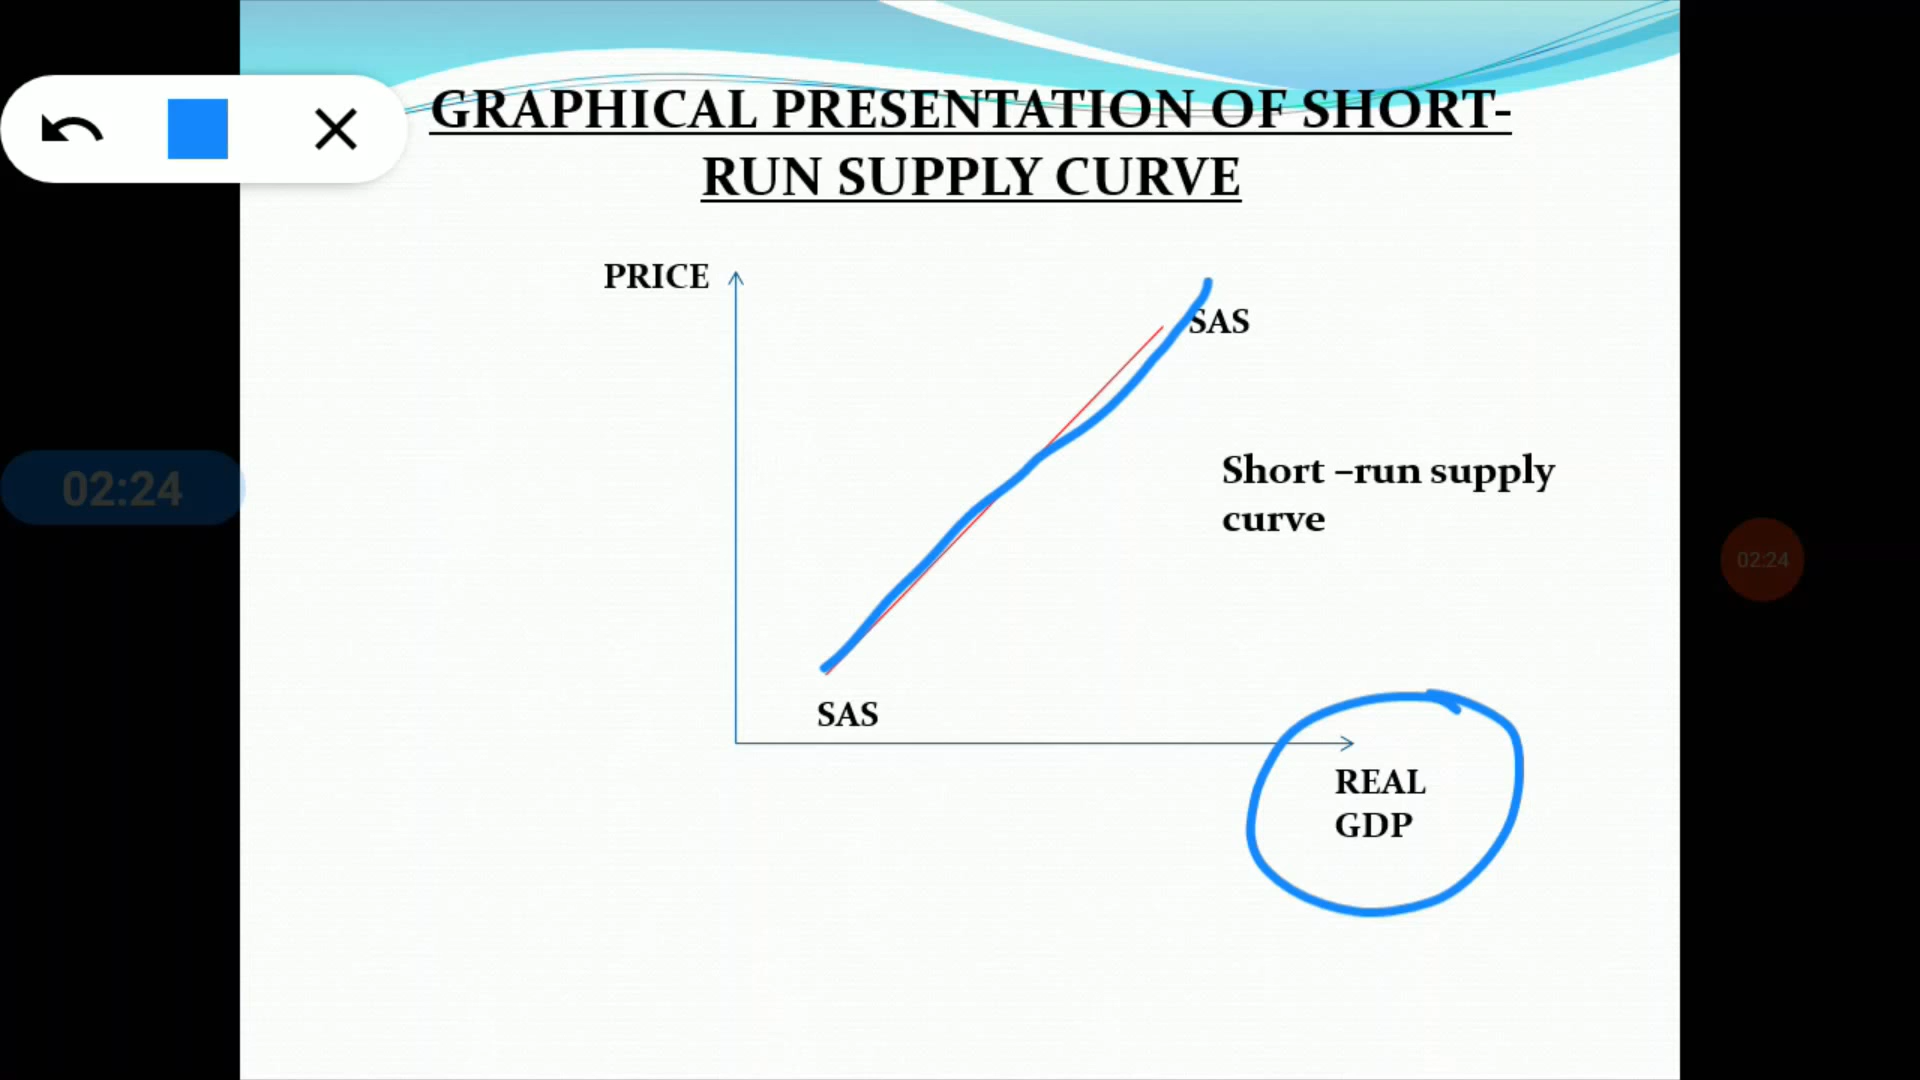 GRAPHICAL PRESENTATION OF SHORT-
RUN SUPPLY CURVE
PRICE
SAS
Short –run supply
curve
02:24
02:24
SAS
REAL
GDP